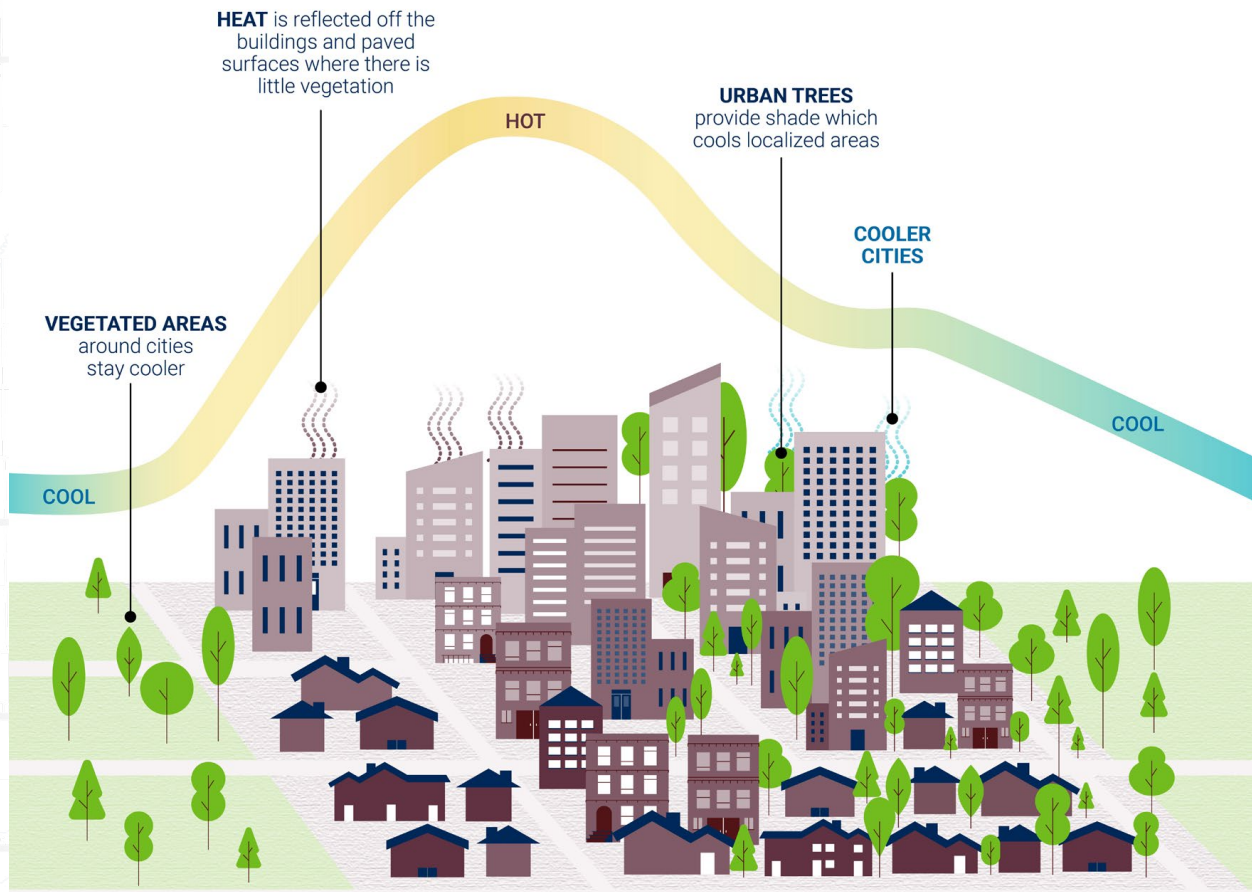 HEAT is reflected off the
buildings and paved
surfaces where there is
little vegetation
HOT
URBAN TREES
provide shade which
cools localized areas
COOLER
CITIES
VEGETATED AREAS
around cities
stay cooler
COOL
COOL